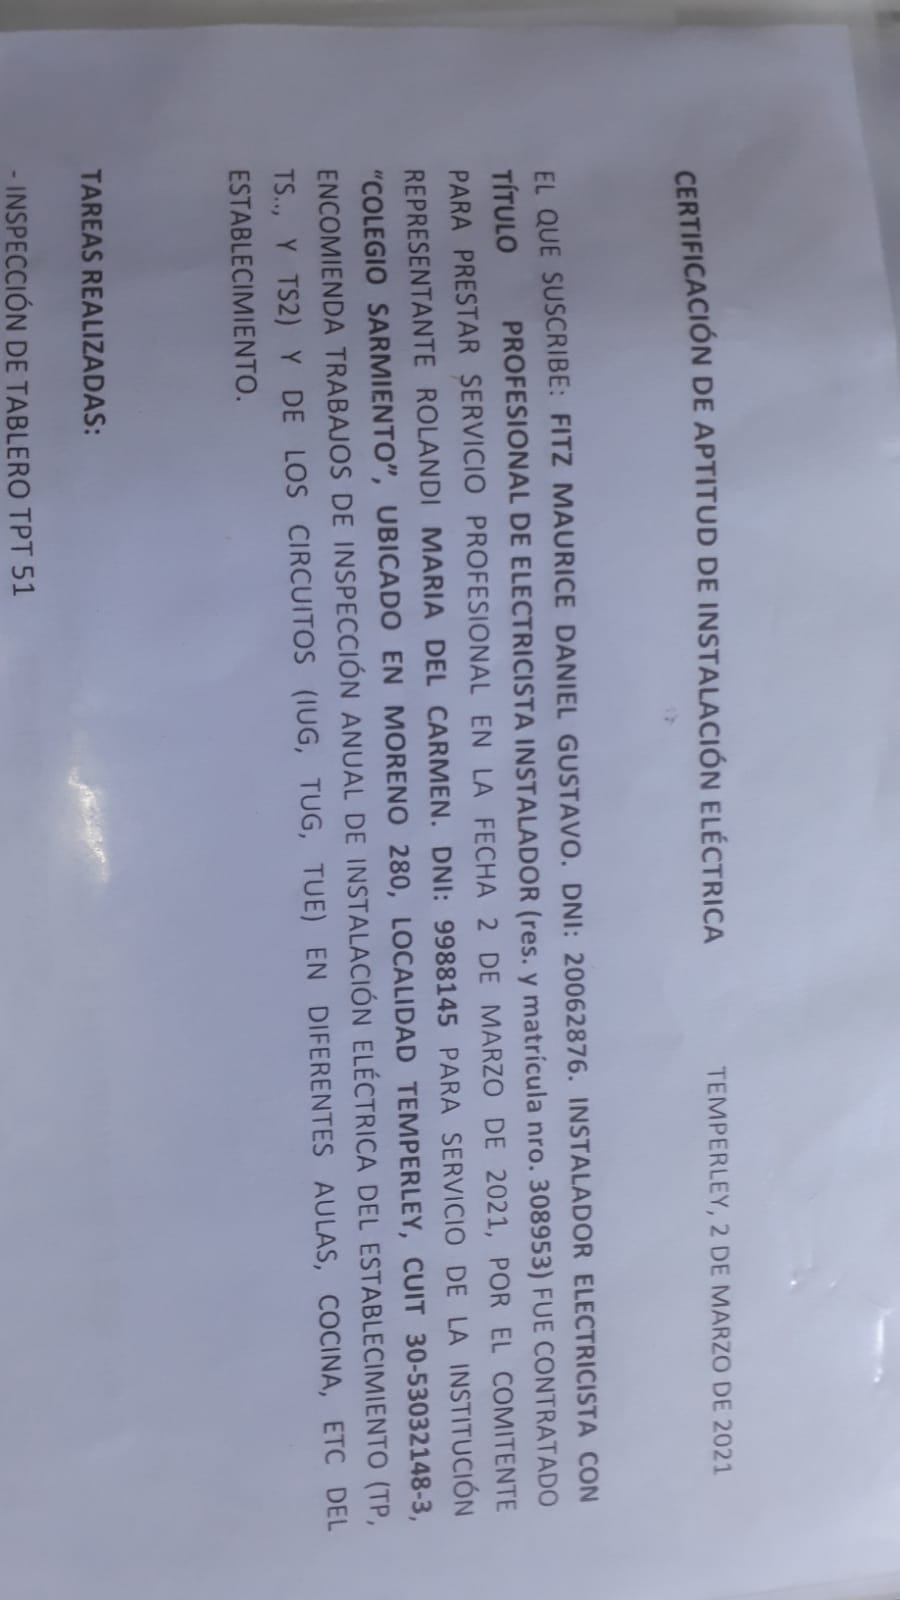 CERTIFICACIÓN DE APTITUD DE INSTALACIÓN ELÉCTRICA TEMPERLEY, 2 DE MARZO DE 2021
EL QUE SUSCRIBE: FITZ MAURICE DANIEL GUSTAVO. DNI: 20062876. INSTALADOR ELECTRICISTA CON
TÍTULO PROFESIONAL DE ELECTRICISTA INSTALADOR (res. y matrícula nro. 308953) FUE CONTRATADO
PARA PRESTAR SERVICIO PROFESIONAL EN LA FECHA 2 DE MARZO DE 2021, POR EL COMITENTE
REPRESENTANTE ROLANDI MARIA DEL CARMEN. DNI: 9988145 PARA SERVICIO DE LA INSTITUCIÓN
“COLEGIO SARMIENTO”, UBICADO EN MORENO 280, LOCALIDAD TEMPERLEY, CUIT 30-53032148-3,
ENCOMIENDA TRABAJOS DE INSPECCIÓN ANUAL DE INSTALACIÓN ELÉCTRICA DEL ESTABLECIMIENTO (TP,
TS.., Y TS2) Y DE LOS CIRCUITOS (IUG, TUG, TUE) EN DIFERENTES AULAS, COCINA, ETC DEL
ESTABLECIMIENTO.
TAREAS REALIZADAS:
- INSPECCIÓN DE TABLERO TPT 51